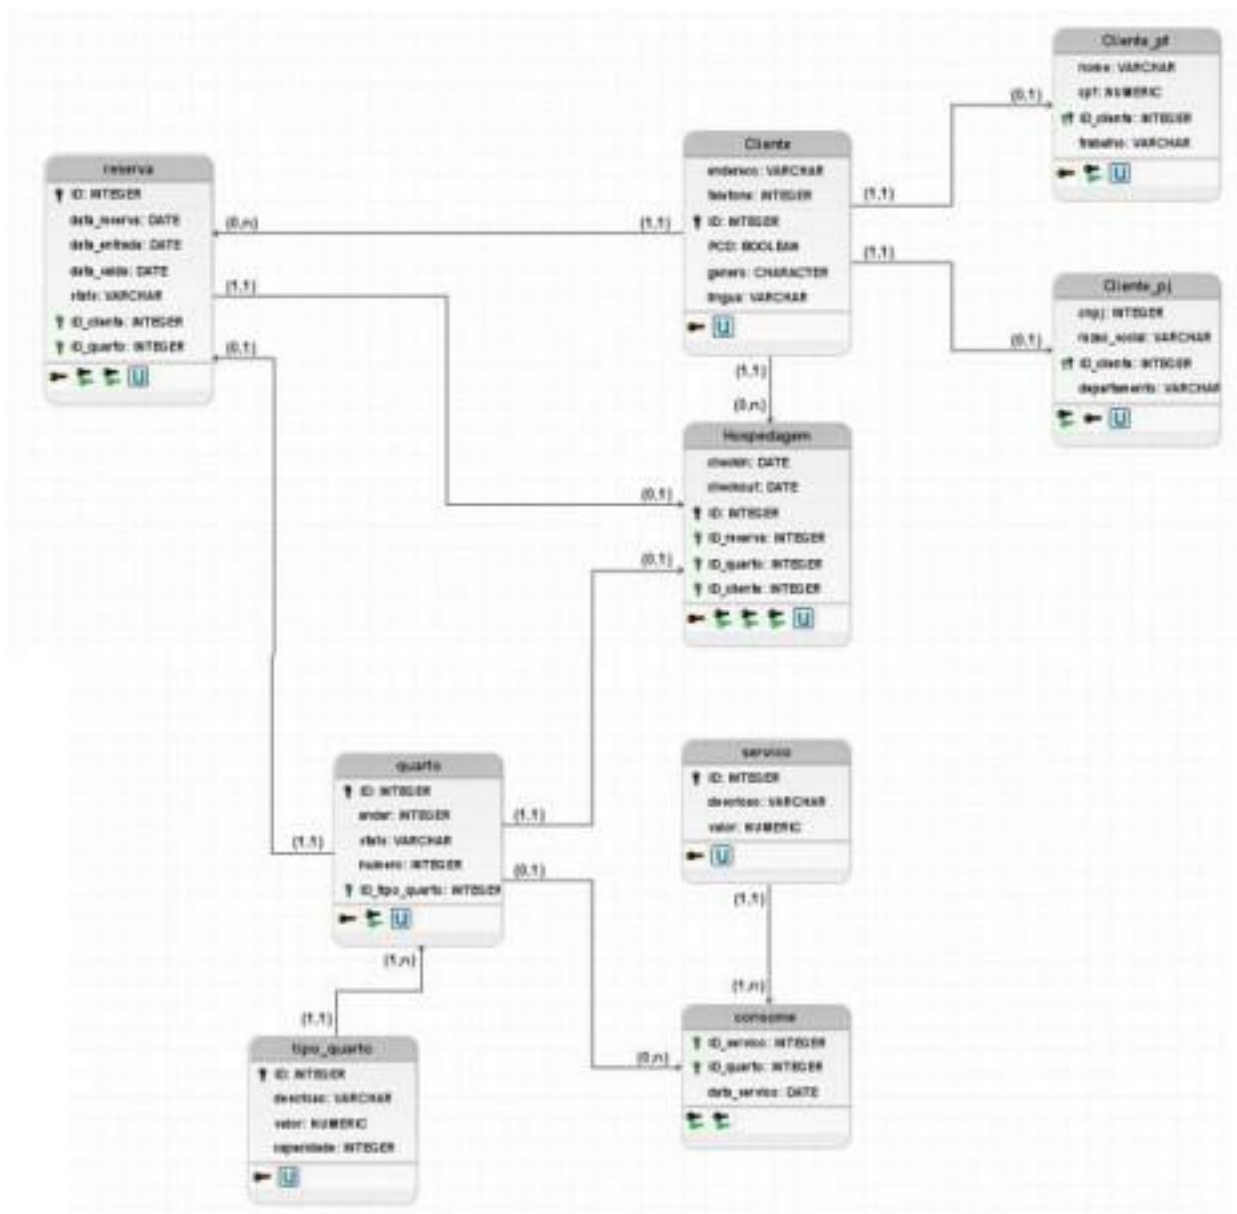 Cliente_pf
nome: VARCHAR
cpf: NUMERIC
ID_cliente: INTEGER
trabalho: VARCHAR
(0,1)
Cliente
endereco: VARCHAR
telefone: INTEGER
ID: INTEGER
PCD: BOOLEAN
genero: CHARACTER
lingua: VARCHAR
U
(1,1)
(1,1)
(1,1)
(1,1)
U
reserva
ID: INTEGER
data_reserva: DATE
data_entrada: DATE
data_saida: DATE
ststs: VARCHAR
ID_cliente: INTEGER
ID_quarto: INTEGER
U
(0,n)
(1,1)
(0,1)
Cliente_pj
cnpj: INTEGER
razao_social: VARCHAR
ID_cliente: INTEGER
departamento: VARCHAR
U
(0,1)
(0,n)
Hospedagem
checkin: DATE
checkout: DATE
ID: INTEGER
ID_reserva: INTEGER
ID_quarto: INTEGER
ID_cliente: INTEGER
U
(0,1)
(0,1)
quarto
ID: INTEGER
andar: INTEGER
ststs: VARCHAR
numero: INTEGER
ID_tipo_quarto: INTEGER
U
(1,1)
(1,1)
(0,1)
(1,n)
servico
ID: INTEGER
descricao: VARCHAR
valor: NUMERIC
U
(1,1)
(1,n)
tipo_quarto
ID: INTEGER
descricao: VARCHAR
valor: NUMERIC
capacidade: INTEGER
U
(1,1)
consome
ID_servico: INTEGER
ID_quarto: INTEGER
data_servico: DATE
(0,n)